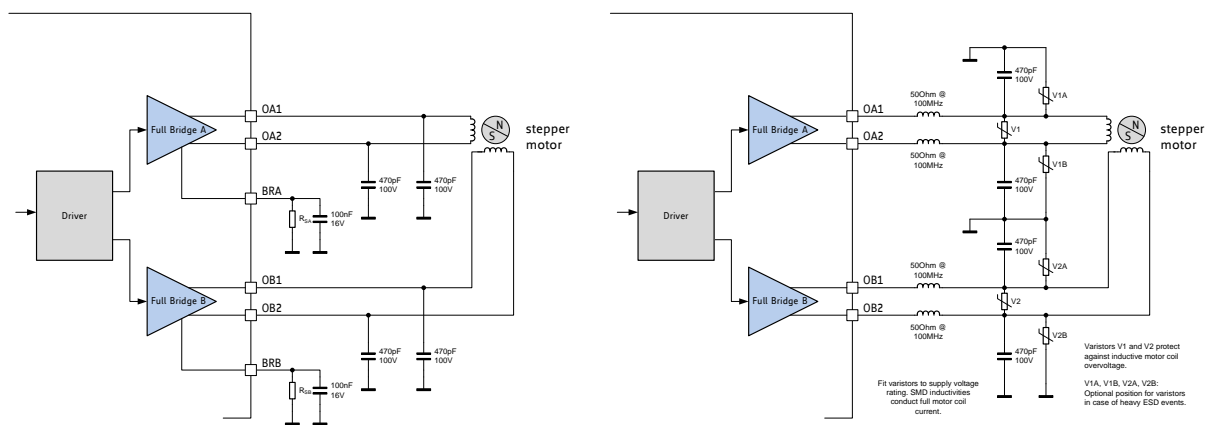 Driver
Full Bridge A
Full Bridge B
OA1
OA2
BRA
OB1
OB2
BRB
470pF
100V
470pF
100V
RSA
100nF
16V
470pF
100V
470pF
100V
RSB
100nF
16V
N
S
stepper
motor
Driver
Full Bridge A
Full Bridge B
OA1
OA2
OB1
OB2
50Ohm @
100MHz
50Ohm @
100MHz
50Ohm @
100MHz
50Ohm @
100MHz
470pF
100V
V1A
V1
V1B
470pF
100V
470pF
100V
V2A
V2
V2B
470pF
100V
N
S
stepper
motor
Fit varistors to supply voltage
rating. SMD inductivities
conduct full motor coil
current.
Varistors V1 and V2 protect
against inductive motor coil
overvoltage.
V1A, V1B, V2A, V2B:
Optional position for varistors
in case of heavy ESD events.